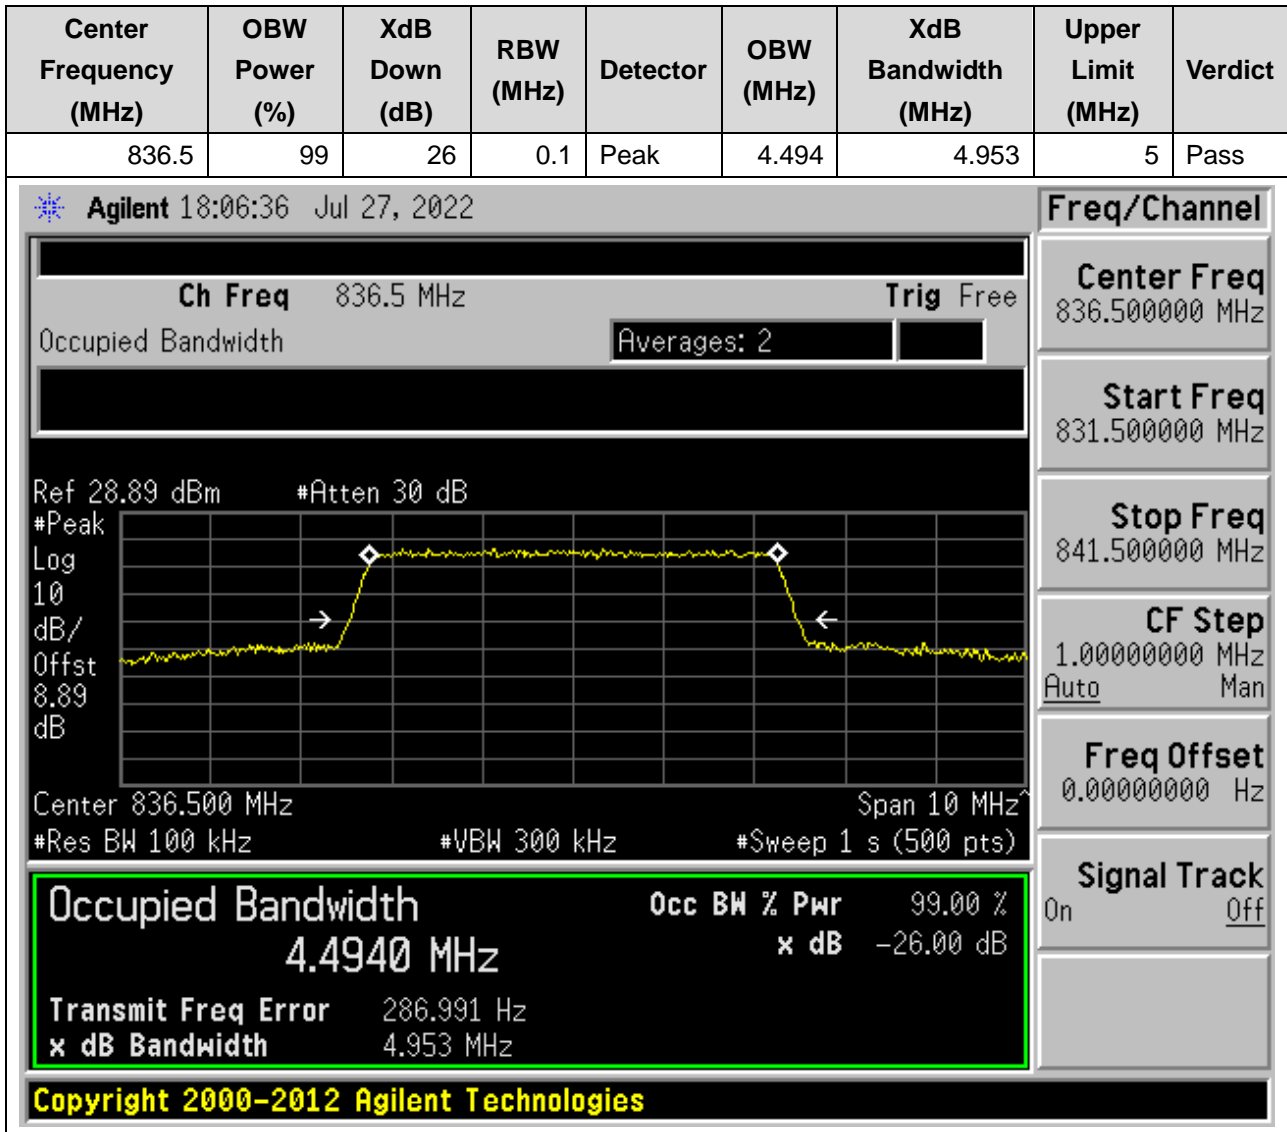 Center Frequency (MHz) OBW Power (%) XdB Down (dB) RBW (MHz) Detector OBW (MHz) XdB Bandwidth (MHz) Upper Limit (MHz) Verdict
836.5 99 26 0.1 Peak 4.494 4.953 5 Pass
Agilent 18:06:36 Jul 27, 2022
Freq/Channel
Ch Freq 836.5 MHz Trig Free
Occupied Bandwidth Averages: 2
Center Freq
836.500000 MHz
Start Freq
831.500000 MHz
Stop Freq
841.500000 MHz
CF Step
1.00000000 MHz
Auto Man
Freq Offset
0.00000000 Hz
Signal Track
On Off
Ref 28.89 dBm #Atten 30 dB
#Peak
Log
10
dB/
Offst
8.89
dB
Center 836.500 MHz Span 10 MHz^
#Res BW 100 kHz #VBW 300 kHz #Sweep 1 s (500 pts)
Occupied Bandwidth Occ BW % Pwr 99.00 %
4.4940 MHz x dB -26.00 dB
Transmit Freq Error 286.991 Hz
x dB Bandwidth 4.953 MHz
Copyright 2000-2012 Agilent Technologies